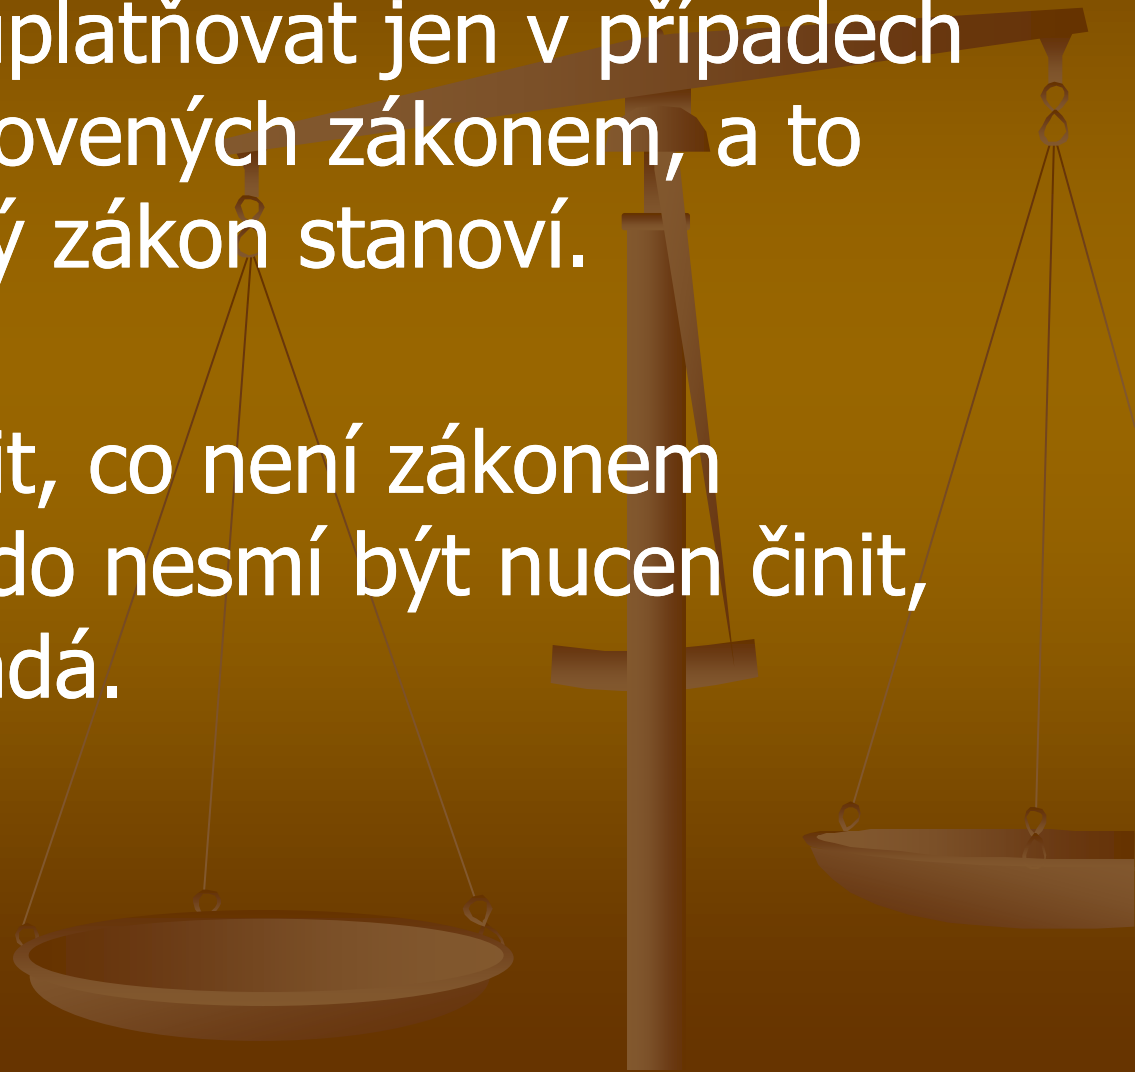 uplatňovat jen v případech
ovených zákonem, a to
ý zákon stanoví.
it, co není zákonem
do nesmí být nucen činit,
dá.